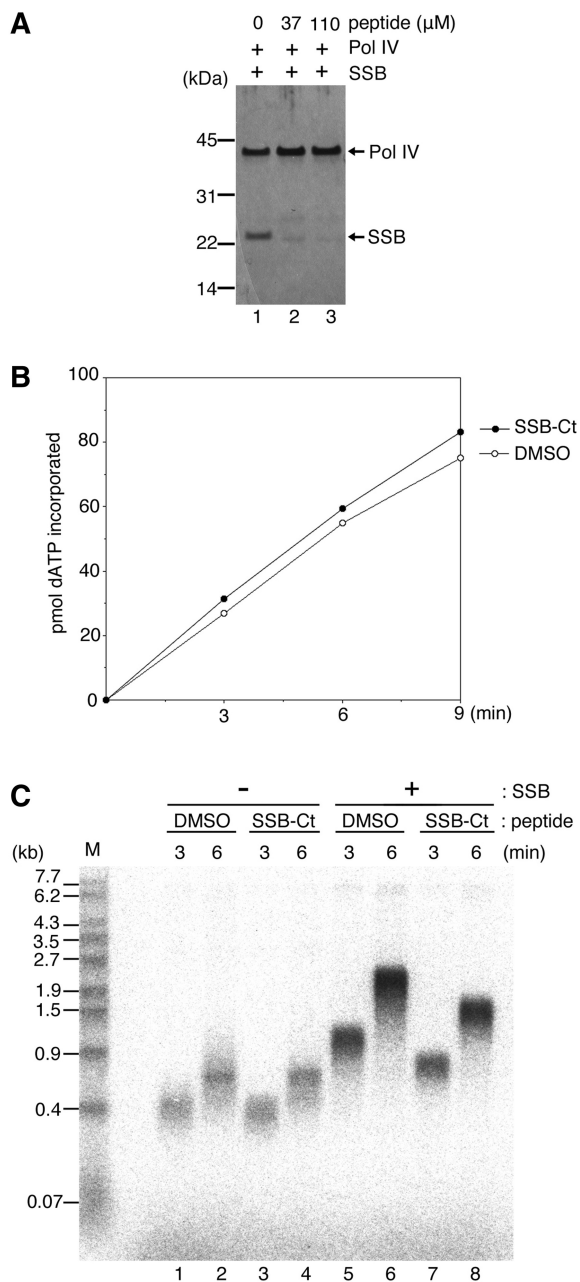 A
0 37 110 peptide (μM)
+ + + Pol IV
+ + + SSB
(kDa)
45
Pol IV
31
22
SSB
14
1 2 3
B
100
80
60
40
20
0
3 6 9 (min)
pmol dATP incorporated
SSB-Ct
DMSO
C
- + : SSB
DMSO SSB-Ct DMSO SSB-Ct : peptide
(kb) M 3 6 3 6 3 6 3 6 (min)
7.7
6.2
4.3
3.5
2.7
1.9
1.5
0.9
0.4
0.07
1 2 3 4 5 6 7 8